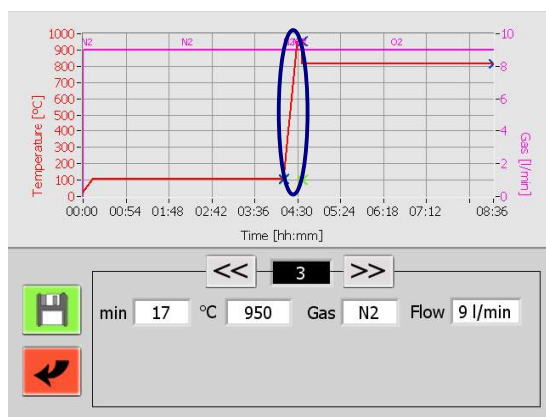 1000
900
800
700
600
500
400
300
200
100
0
Temperature [°C]
N2
N2
O2
10
8
6
4
2
0
Gas [l/min]
00:00 00:54 01:48 02:42 03:36 04:30 05:24 06:18 07:12 08:36
Time [hh:mm]
<< 3 >>
min 17 °C 950 Gas N2 Flow 9 l/min